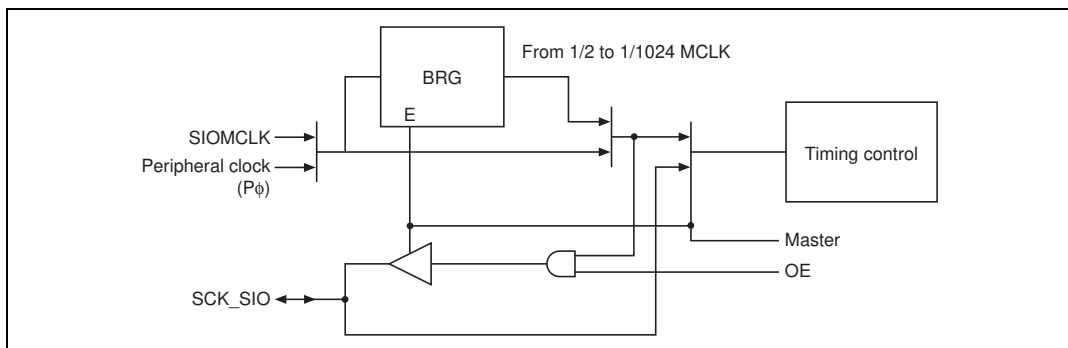 From 1/2 to 1/1024 MCLK
BRG
E
SIOMCLK
Peripheral clock
(Pϕ)
Timing control
Master
OE
SCK_SIO